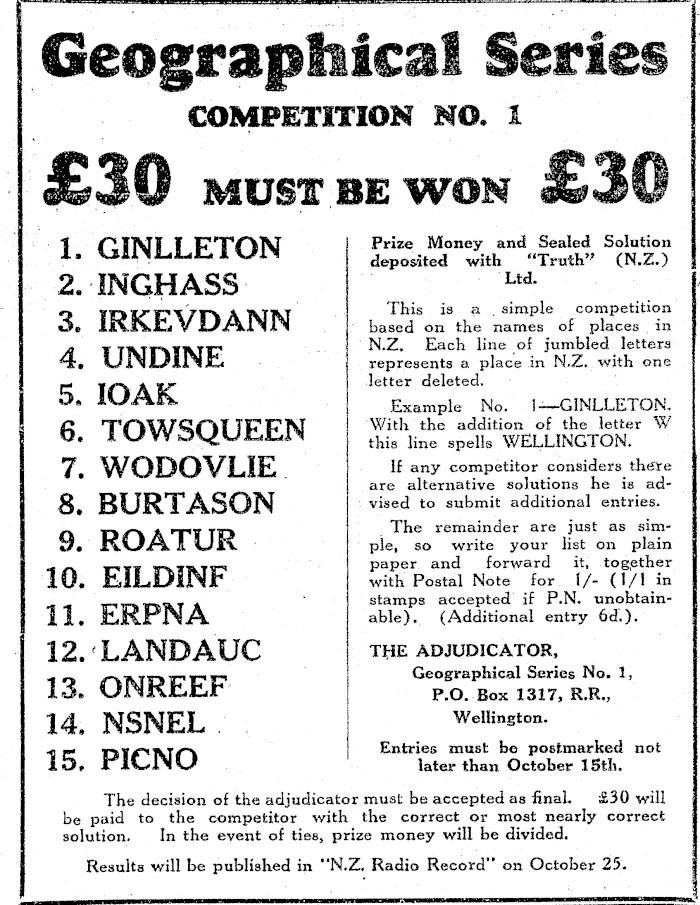 Geographical Series
COMPETITION NO. 1
£30 MUST BE WON £30
1. GINLLETON
2. INGHASS
3. IRKEVDANN
4. UNDINE
5. IOAK
6. TOWSQUEEN
7. WODOVLIE
8. BURTASON
9. ROATUR
10. EILDINF
11. ERPNA
12. LANDAUC
13. ONREEF
14. NSNEL
15. PICNO
Prize Money and Sealed Solution
deposited with "Truth" (N.Z.)
Ltd.
This is a simple competition
based on the names of places in
N.Z. Each line of jumbled letters
represents a place in N.Z. with one
letter deleted.
Example No. 1—GINLLETON.
With the addition of the letter W
this line spells WELLINGTON.
If any competitor considers there
are alternative solutions he is ad-
vised to submit additional entries.
The remainder are just as sim-
ple, so write your list on plain
paper and forward it, together
with Postal Note for 1/- (1/1 in
stamps accepted if P.N. unobtain-
able). (Additional entry 6d.).
THE ADJUDICATOR,
Geographical Series No. 1,
P.O. Box 1317, R.R.,
Wellington.
Entries must be postmarked not
later than October 15th.
The decision of the adjudicator must be accepted as final. £30 will
be paid to the competitor with the correct or most nearly correct
solution. In the event of ties, prize money will be divided.
Results will be published in "N.Z. Radio Record" on October 25.